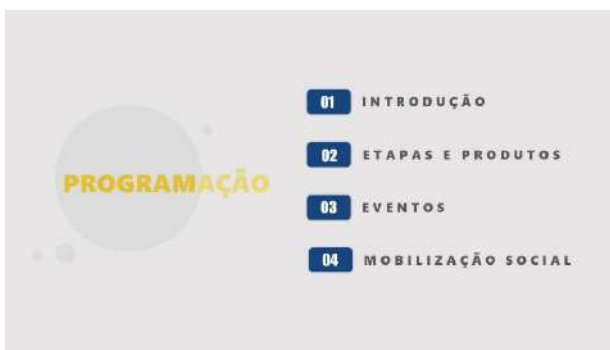 PROGRAMAÇÃO
01 INTRODUÇÃO
02 ETAPAS E PRODUTOS
03 EVENTOS
04 MOBILIZAÇÃO SOCIAL